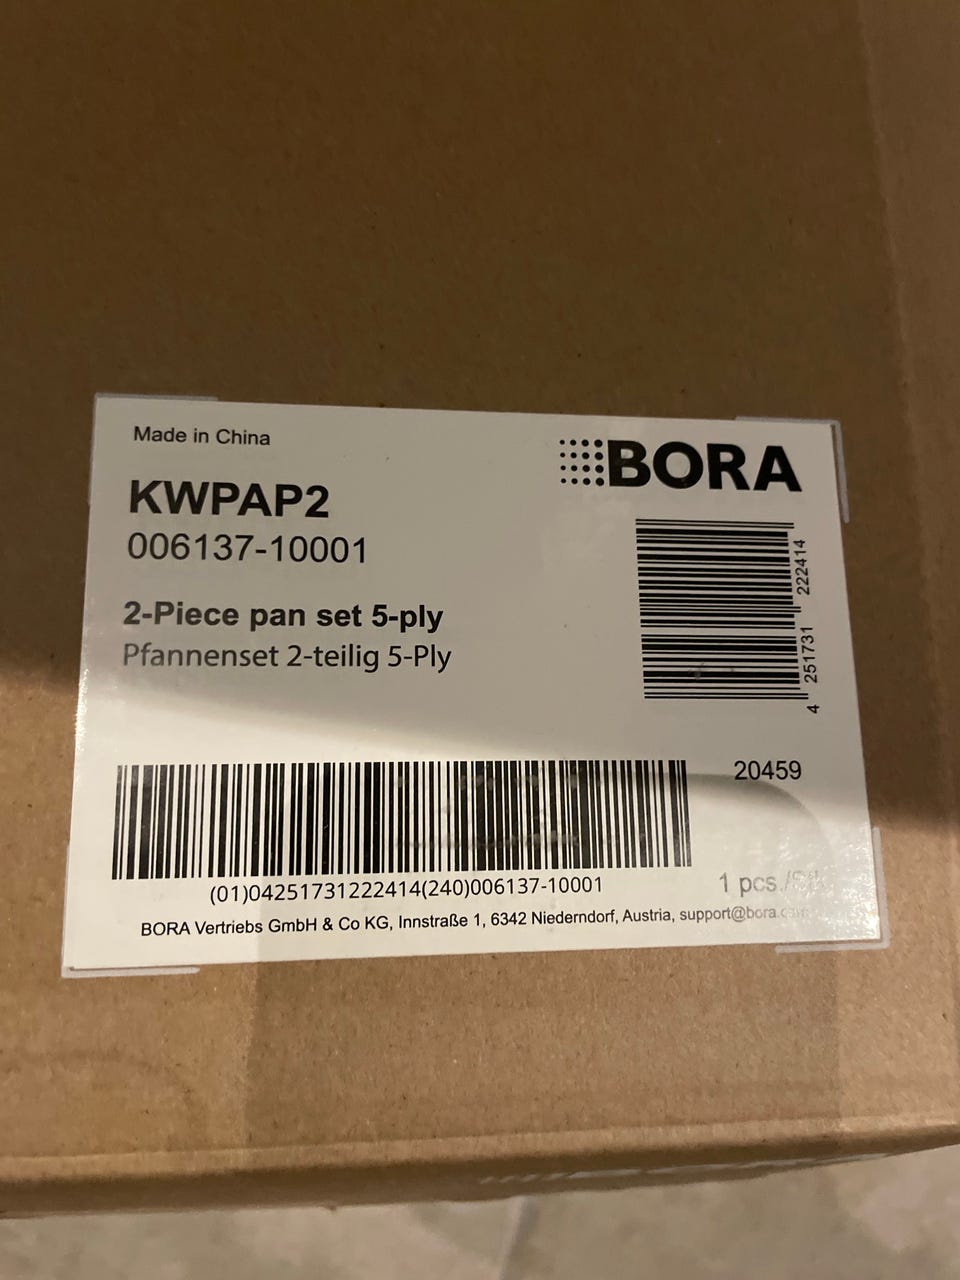 Made in China
BORA
KWPAP2
006137-10001
2-Piece pan set 5-ply
Pfannenset 2-teilig 5-Ply
4 251731 222414
20459
(01)04251731222414(240)006137-10001
1 pcs./
BORA Vertriebs GmbH & Co KG, Innstraße 1, 6342 Niederndorf, Austria, support@bora.com